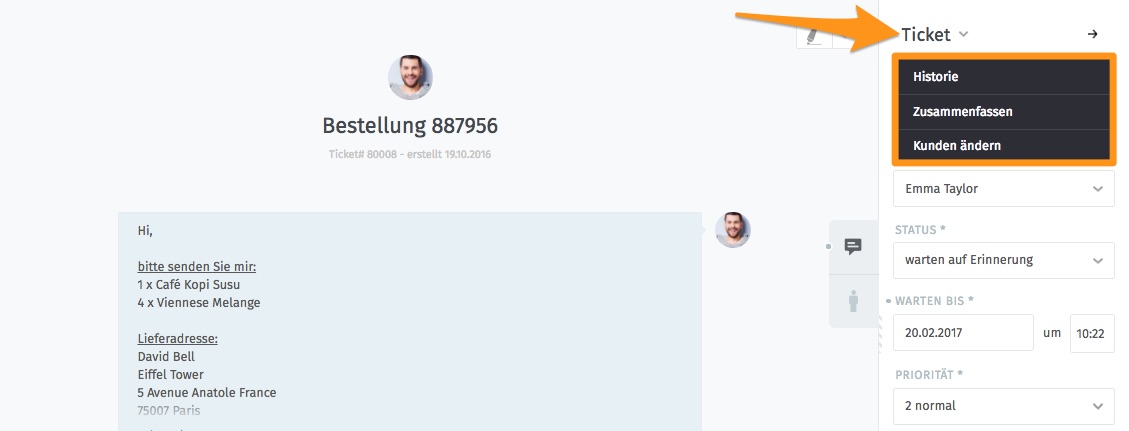 Bestellung 887956
Ticket# 80008 - erstellt 19.10.2016
Hi,
bitte senden Sie mir:
1 x Café Kopi Susu
4 x Viennese Melange
Lieferadresse:
David Bell
Eiffel Tower
5 Avenue Anatole France
75007 Paris
Ticket
Historie
Zusammenfassen
Kunden ändern
Emma Taylor
STATUS *
warten auf Erinnerung
WARTEN BIS *
20.02.2017 um 10:22
PRIORITÄT *
2 normal